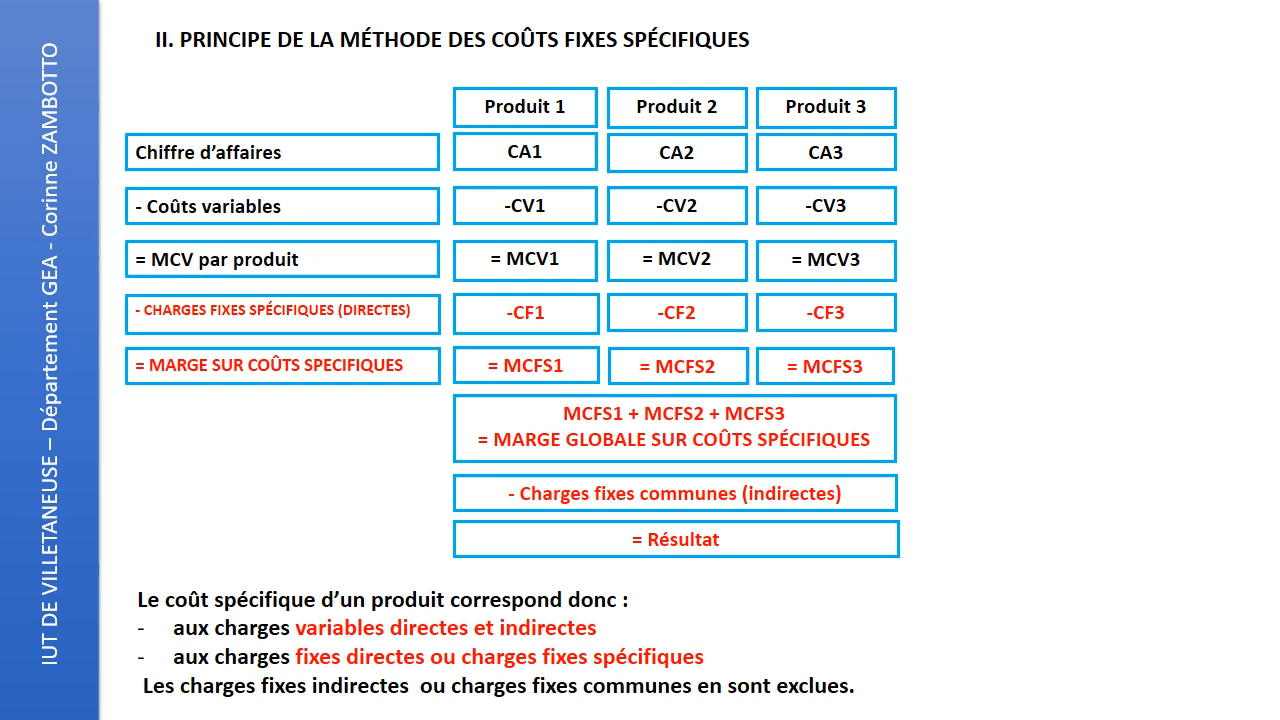 II. PRINCIPE DE LA MÉTHODE DES COÛTS FIXES SPÉCIFIQUES
Produit 1 Produit 2 Produit 3
Chiffre d’affaires CA1 CA2 CA3
- Coûts variables -CV1 -CV2 -CV3
= MCV par produit = MCV1 = MCV2 = MCV3
- CHARGES FIXES SPÉCIFIQUES (DIRECTES) -CF1 -CF2 -CF3
= MARGE SUR COÛTS SPECIFIQUES = MCFS1 = MCFS2 = MCFS3
MCFS1 + MCFS2 + MCFS3
= MARGE GLOBALE SUR COÛTS SPÉCIFIQUES
- Charges fixes communes (indirectes)
= Résultat
Le coût spécifique d’un produit correspond donc :
- aux charges variables directes et indirectes
- aux charges fixes directes ou charges fixes spécifiques
Les charges fixes indirectes ou charges fixes communes en sont exclues.
IUT DE VILLETANEUSE – Département GEA - Corinne ZAMBOTTO